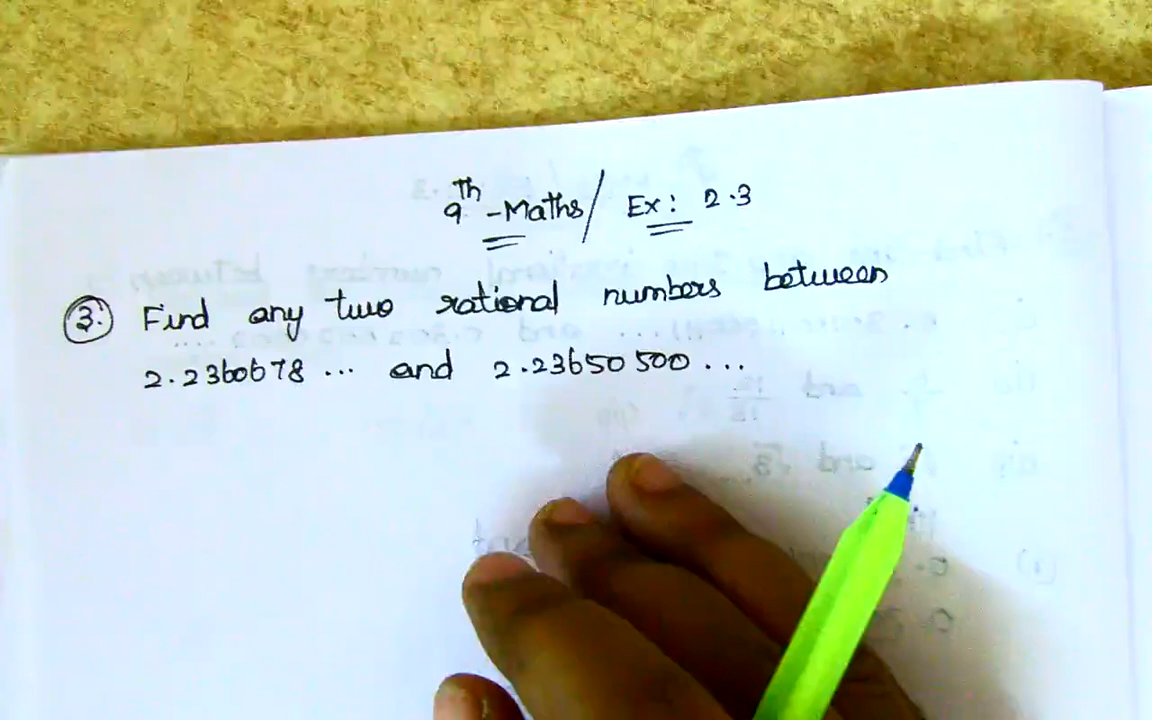 9th - Maths / Ex: 2.3
3. Find any two rational numbers between
2.2360678 ... and 2.23650500 ...